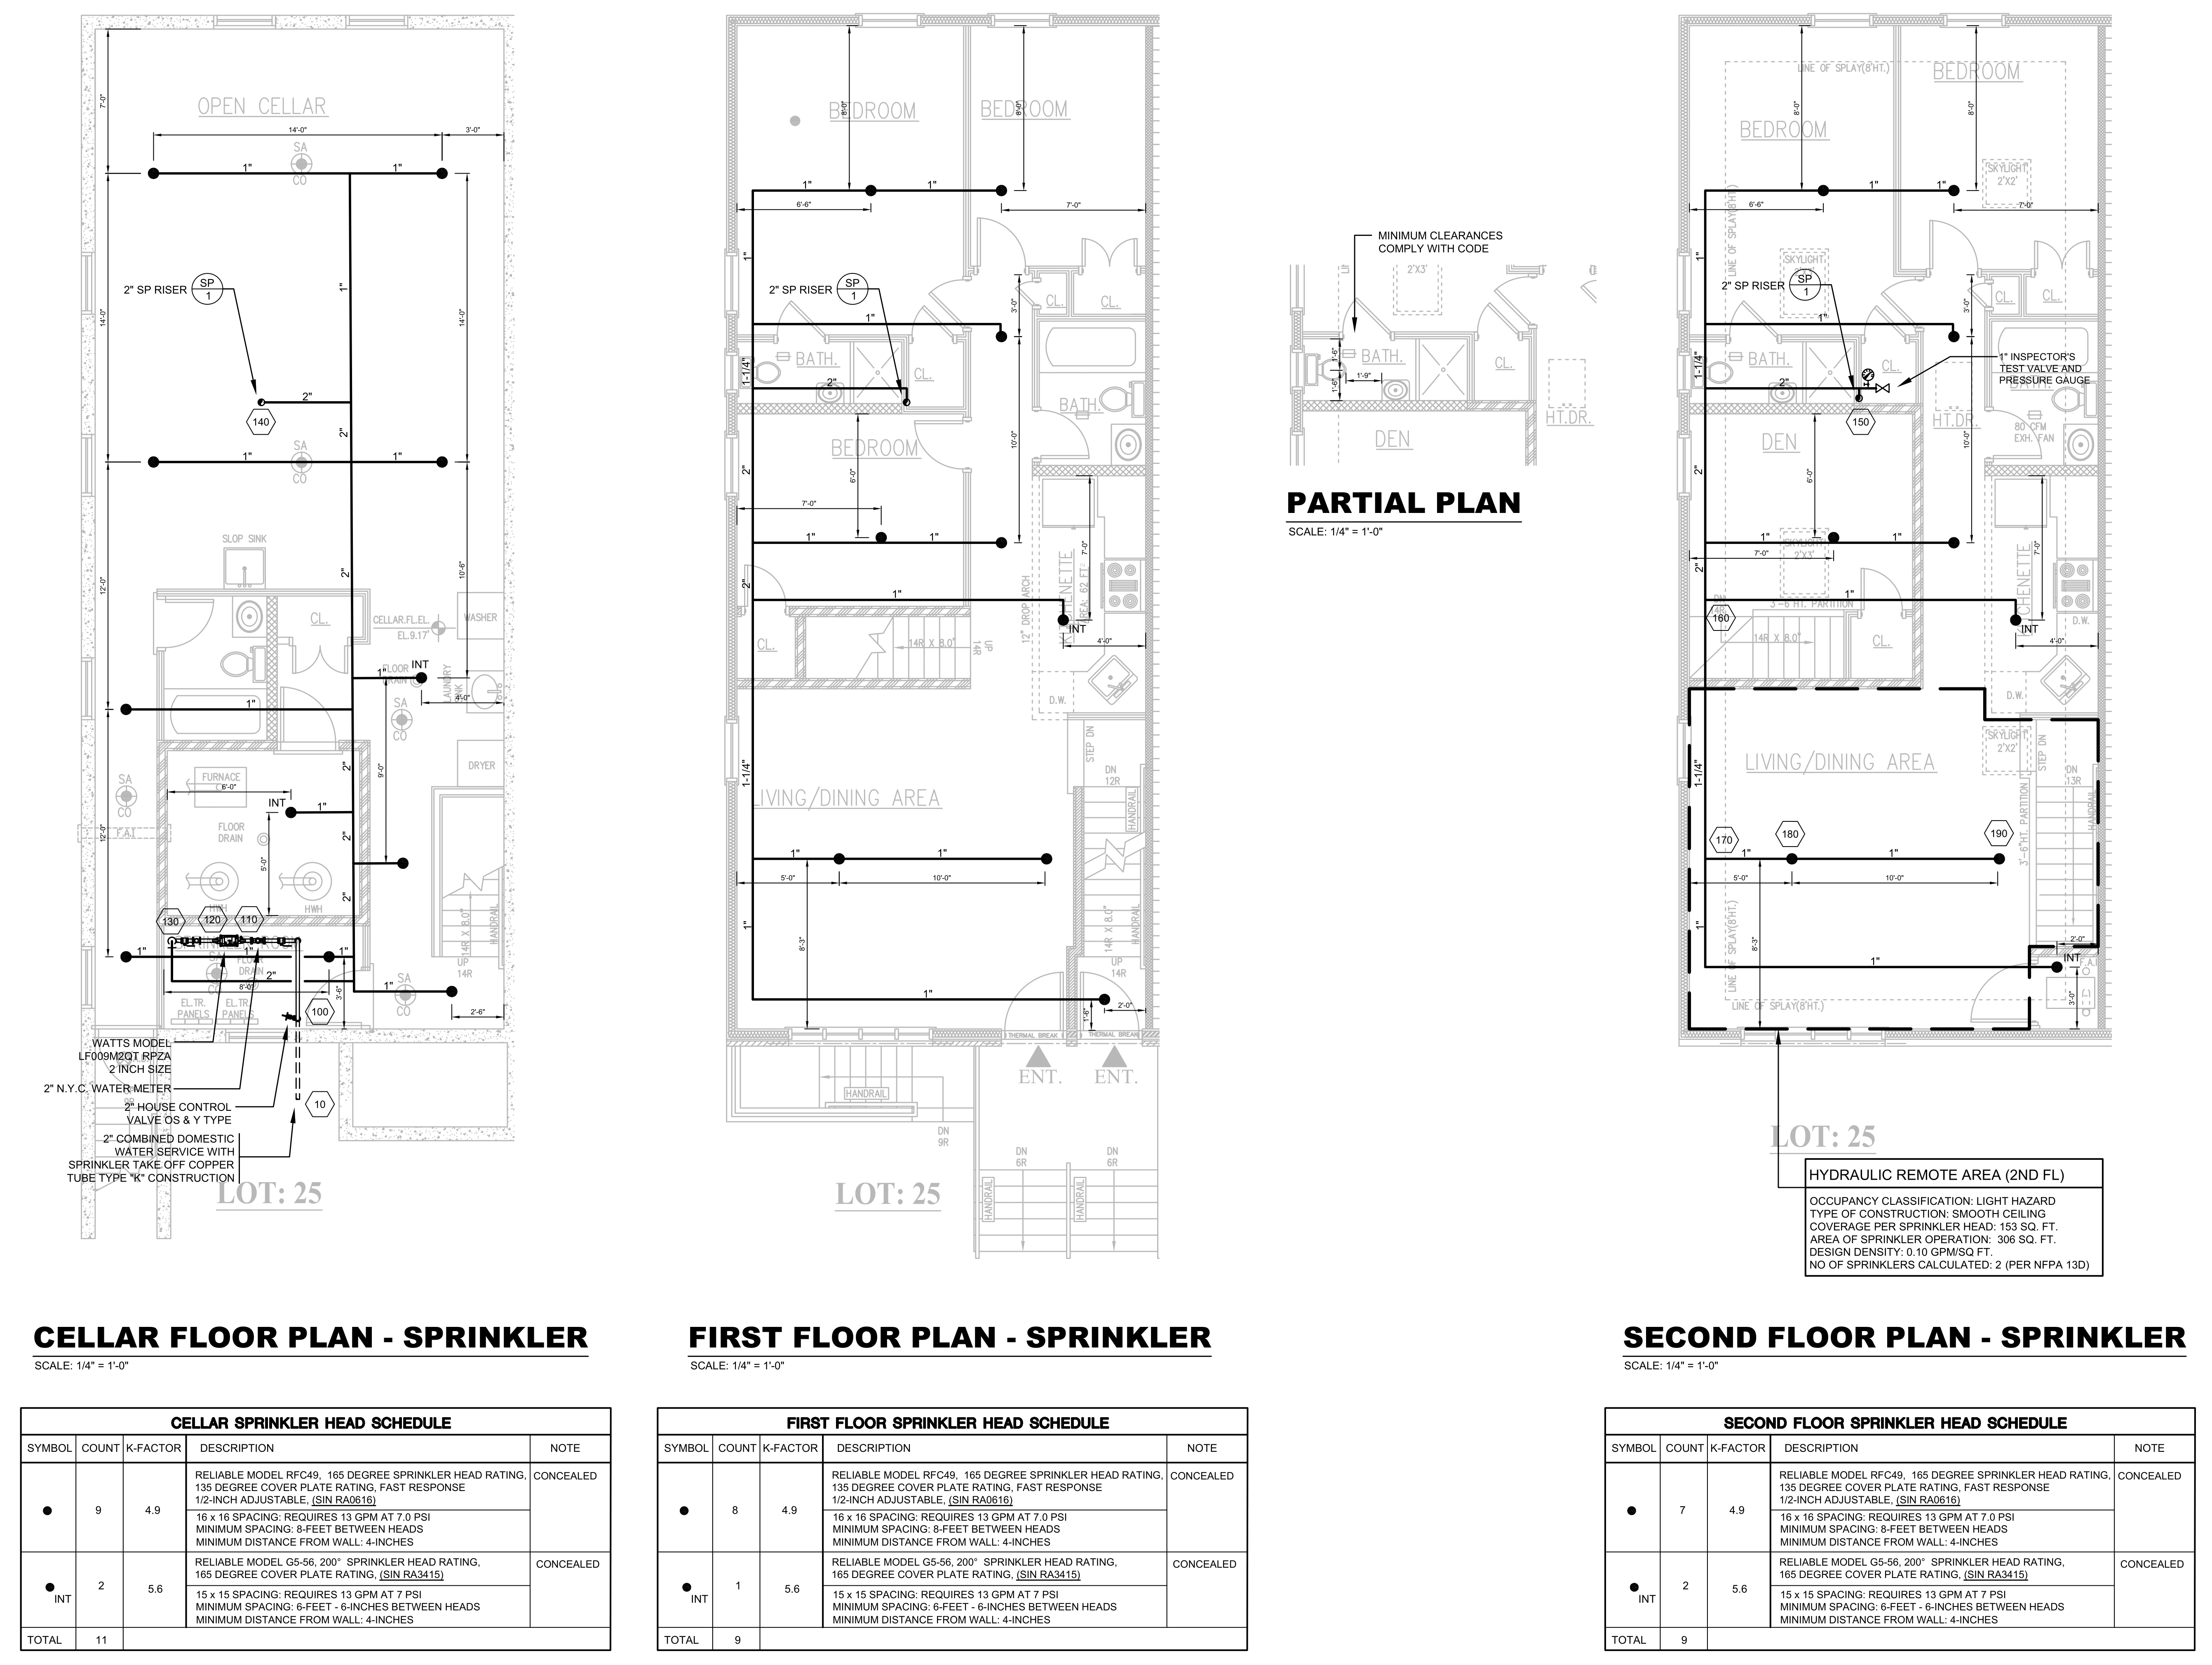 OPEN CELLAR
7'-0"
14'-0"
3'-0"
SA
CO
1"
1"
1"
2" SP RISER
SP
1
14'-0"
14'-0"
2"
140
2"
SA
CO
1"
1"
SLOP SINK
12'-0"
10'-6"
2"
CL.
CELLAR.FL.EL.
EL.9.17'
WASHER
INT
1"
FLOOR
DRAIN
LAUNDRY
SINK
4'-0"
1"
SA
CO
9'-0"
2"
DRYER
FURNACE
6'-0"
SA
CO
INT
1"
F.A.I
12'-0"
FLOOR
DRAIN
2"
5'-0"
HWH
HWH
2"
130
120
110
1"
1"
1"
SA
FLOOR
DRAIN
2"
8'-0"
3'-6"
1"
SA
CO
2'-6"
14R X 8.0"
HANDRAIL
UP
14R
EL.TR.
PANELS
EL.TR.
PANELS
100
WATTS MODEL
LF009M2QT RPZA
2 INCH SIZE
2" N.Y.C. WATER METER
2" HOUSE CONTROL
VALVE OS & Y TYPE
10
2" COMBINED DOMESTIC
WATER SERVICE WITH
SPRINKLER TAKE OFF COPPER
TUBE TYPE "K" CONSTRUCTION
LOT: 25
CELLAR FLOOR PLAN - SPRINKLER
SCALE: 1/4" = 1'-0"
BEDROOM
BEDROOM
8'-0"
8'-0"
1"
1"
6'-6"
7'-0"
1"
2" SP RISER
SP
1
1"
3'-0"
CL.
CL.
1-1/4"
BATH.
2"
CL.
BATH.
BEDROOM
2"
6'-0"
10'-0"
7'-0"
1"
1"
7'-0"
2"
1"
12" DROP ARCH
KITCHENETTE
AREA: 62 FT.
INT
4'-0"
CL.
14R X 8.0"
UP
14R
D.W.
STEP DN
1-1/4"
LIVING/DINING AREA
DN
12R
HANDRAIL
1"
1"
5'-0"
10'-0"
1"
8'-3"
14R X 8.0"
HANDRAIL
UP
14R
1"
1'-6"
2'-0"
THERMAL BREAK
THERMAL BREAK
ENT.
ENT.
HANDRAIL
DN
9R
DN
6R
DN
6R
HANDRAIL
HANDRAIL
LOT: 25
FIRST FLOOR PLAN - SPRINKLER
SCALE: 1/4" = 1'-0"
MINIMUM CLEARANCES
COMPLY WITH CODE
2'X3'
BATH.
1'-6"
1'-6"
1'-9"
CL.
DEN
HT.DR.
PARTIAL PLAN
SCALE: 1/4" = 1'-0"
LINE OF SPLAY(8'HT.)
BEDROOM
BEDROOM
8'-0"
8'-0"
SKYLIGHT
2'X2'
1"
1"
6'-6"
7'-0"
LINE OF SPLAY(8'HT.)
1"
SKYLIGHT
2" SP RISER
SP
1
1"
3'-0"
CL.
CL.
1-1/4"
BATH.
2"
CL.
1" INSPECTOR'S
TEST VALVE AND
PRESSURE GAUGE
BATH.
150
HT.DR.
80 CFM
EXH. FAN
DEN
2"
6'-0"
10'-0"
SKYLIGHT
2'X3'
1"
1"
7'-0"
7'-0"
2"
KITCHENETTE
DN
14R
3'-6 HT. PARTITION
1"
160
INT
4'-0"
D.W.
14R X 8.0"
CL.
D.W.
SKYLIGHT
2'X2'
STEP DN
1-1/4"
LIVING/DINING AREA
DN
13R
HANDRAIL
3'-6"HT. PARTITION
170
180
190
1"
1"
5'-0"
10'-0"
1"
8'-3"
LINE OF SPLAY(8'HT.)
2'-0"
1"
INT
F.A.I
3'-0"
LINE OF SPLAY(8'HT.)
LOT: 25
HYDRAULIC REMOTE AREA (2ND FL)
OCCUPANCY CLASSIFICATION: LIGHT HAZARD
TYPE OF CONSTRUCTION: SMOOTH CEILING
COVERAGE PER SPRINKLER HEAD: 153 SQ. FT.
AREA OF SPRINKLER OPERATION: 306 SQ. FT.
DESIGN DENSITY: 0.10 GPM/SQ FT.
NO OF SPRINKLERS CALCULATED: 2 (PER NFPA 13D)
SECOND FLOOR PLAN - SPRINKLER
SCALE: 1/4" = 1'-0"
CELLAR SPRINKLER HEAD SCHEDULE
SYMBOL COUNT K-FACTOR DESCRIPTION NOTE
9 4.9
RELIABLE MODEL RFC49, 165 DEGREE SPRINKLER HEAD RATING, CONCEALED
135 DEGREE COVER PLATE RATING, FAST RESPONSE
1/2-INCH ADJUSTABLE, (SIN RA0616)
16 x 16 SPACING: REQUIRES 13 GPM AT 7.0 PSI
MINIMUM SPACING: 8-FEET BETWEEN HEADS
MINIMUM DISTANCE FROM WALL: 4-INCHES
INT 2 5.6
RELIABLE MODEL G5-56, 200° SPRINKLER HEAD RATING, CONCEALED
165 DEGREE COVER PLATE RATING, (SIN RA3415)
15 x 15 SPACING: REQUIRES 13 GPM AT 7 PSI
MINIMUM SPACING: 6-FEET - 6-INCHES BETWEEN HEADS
MINIMUM DISTANCE FROM WALL: 4-INCHES
TOTAL 11
FIRST FLOOR SPRINKLER HEAD SCHEDULE
SYMBOL COUNT K-FACTOR DESCRIPTION NOTE
8 4.9
RELIABLE MODEL RFC49, 165 DEGREE SPRINKLER HEAD RATING, CONCEALED
135 DEGREE COVER PLATE RATING, FAST RESPONSE
1/2-INCH ADJUSTABLE, (SIN RA0616)
16 x 16 SPACING: REQUIRES 13 GPM AT 7.0 PSI
MINIMUM SPACING: 8-FEET BETWEEN HEADS
MINIMUM DISTANCE FROM WALL: 4-INCHES
INT 1 5.6
RELIABLE MODEL G5-56, 200° SPRINKLER HEAD RATING, CONCEALED
165 DEGREE COVER PLATE RATING, (SIN RA3415)
15 x 15 SPACING: REQUIRES 13 GPM AT 7 PSI
MINIMUM SPACING: 6-FEET - 6-INCHES BETWEEN HEADS
MINIMUM DISTANCE FROM WALL: 4-INCHES
TOTAL 9
SECOND FLOOR SPRINKLER HEAD SCHEDULE
SYMBOL COUNT K-FACTOR DESCRIPTION NOTE
7 4.9
RELIABLE MODEL RFC49, 165 DEGREE SPRINKLER HEAD RATING, CONCEALED
135 DEGREE COVER PLATE RATING, FAST RESPONSE
1/2-INCH ADJUSTABLE, (SIN RA0616)
16 x 16 SPACING: REQUIRES 13 GPM AT 7.0 PSI
MINIMUM SPACING: 8-FEET BETWEEN HEADS
MINIMUM DISTANCE FROM WALL: 4-INCHES
INT 2 5.6
RELIABLE MODEL G5-56, 200° SPRINKLER HEAD RATING, CONCEALED
165 DEGREE COVER PLATE RATING, (SIN RA3415)
15 x 15 SPACING: REQUIRES 13 GPM AT 7 PSI
MINIMUM SPACING: 6-FEET - 6-INCHES BETWEEN HEADS
MINIMUM DISTANCE FROM WALL: 4-INCHES
TOTAL 9